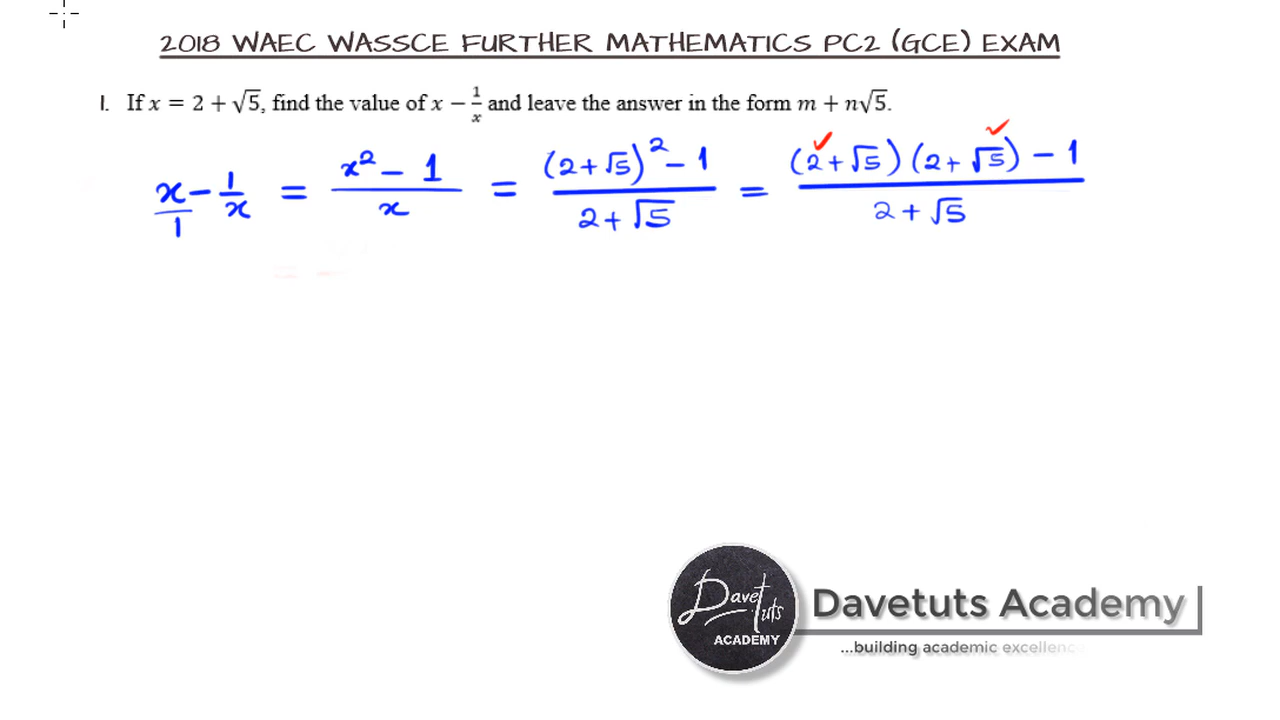 2018 WAEC WASSCE FURTHER MATHEMATICS PC2 (GCE) EXAM
1. If x = 2 + √5, find the value of x − 1/x and leave the answer in the form m + n√5.
x/1 − 1/x = (x² − 1)/x = ((2+√5)² − 1)/(2+√5) = ((2+√5)(2+√5) − 1)/(2+√5)
Davetuts
ACADEMY
Davetuts Academy
...building academic excellence